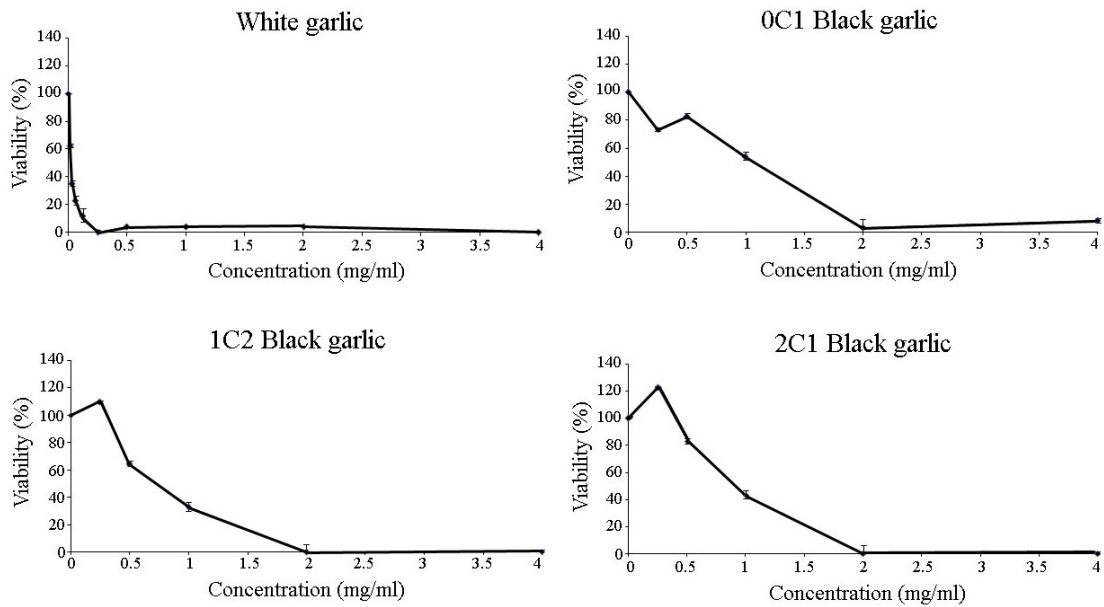 White garlic
140
120
100
80
60
40
20
0
Viability (%)
0 0.5 1 1.5 2 2.5 3 3.5 4
Concentration (mg/ml)
0C1 Black garlic
140
120
100
80
60
40
20
0
Viability (%)
0 0.5 1 1.5 2 2.5 3 3.5 4
Concentration (mg/ml)
1C2 Black garlic
140
120
100
80
60
40
20
0
Viability (%)
0 0.5 1 1.5 2 2.5 3 3.5 4
Concentration (mg/ml)
2C1 Black garlic
140
120
100
80
60
40
20
0
Viability (%)
0 0.5 1 1.5 2 2.5 3 3.5 4
Concentration (mg/ml)